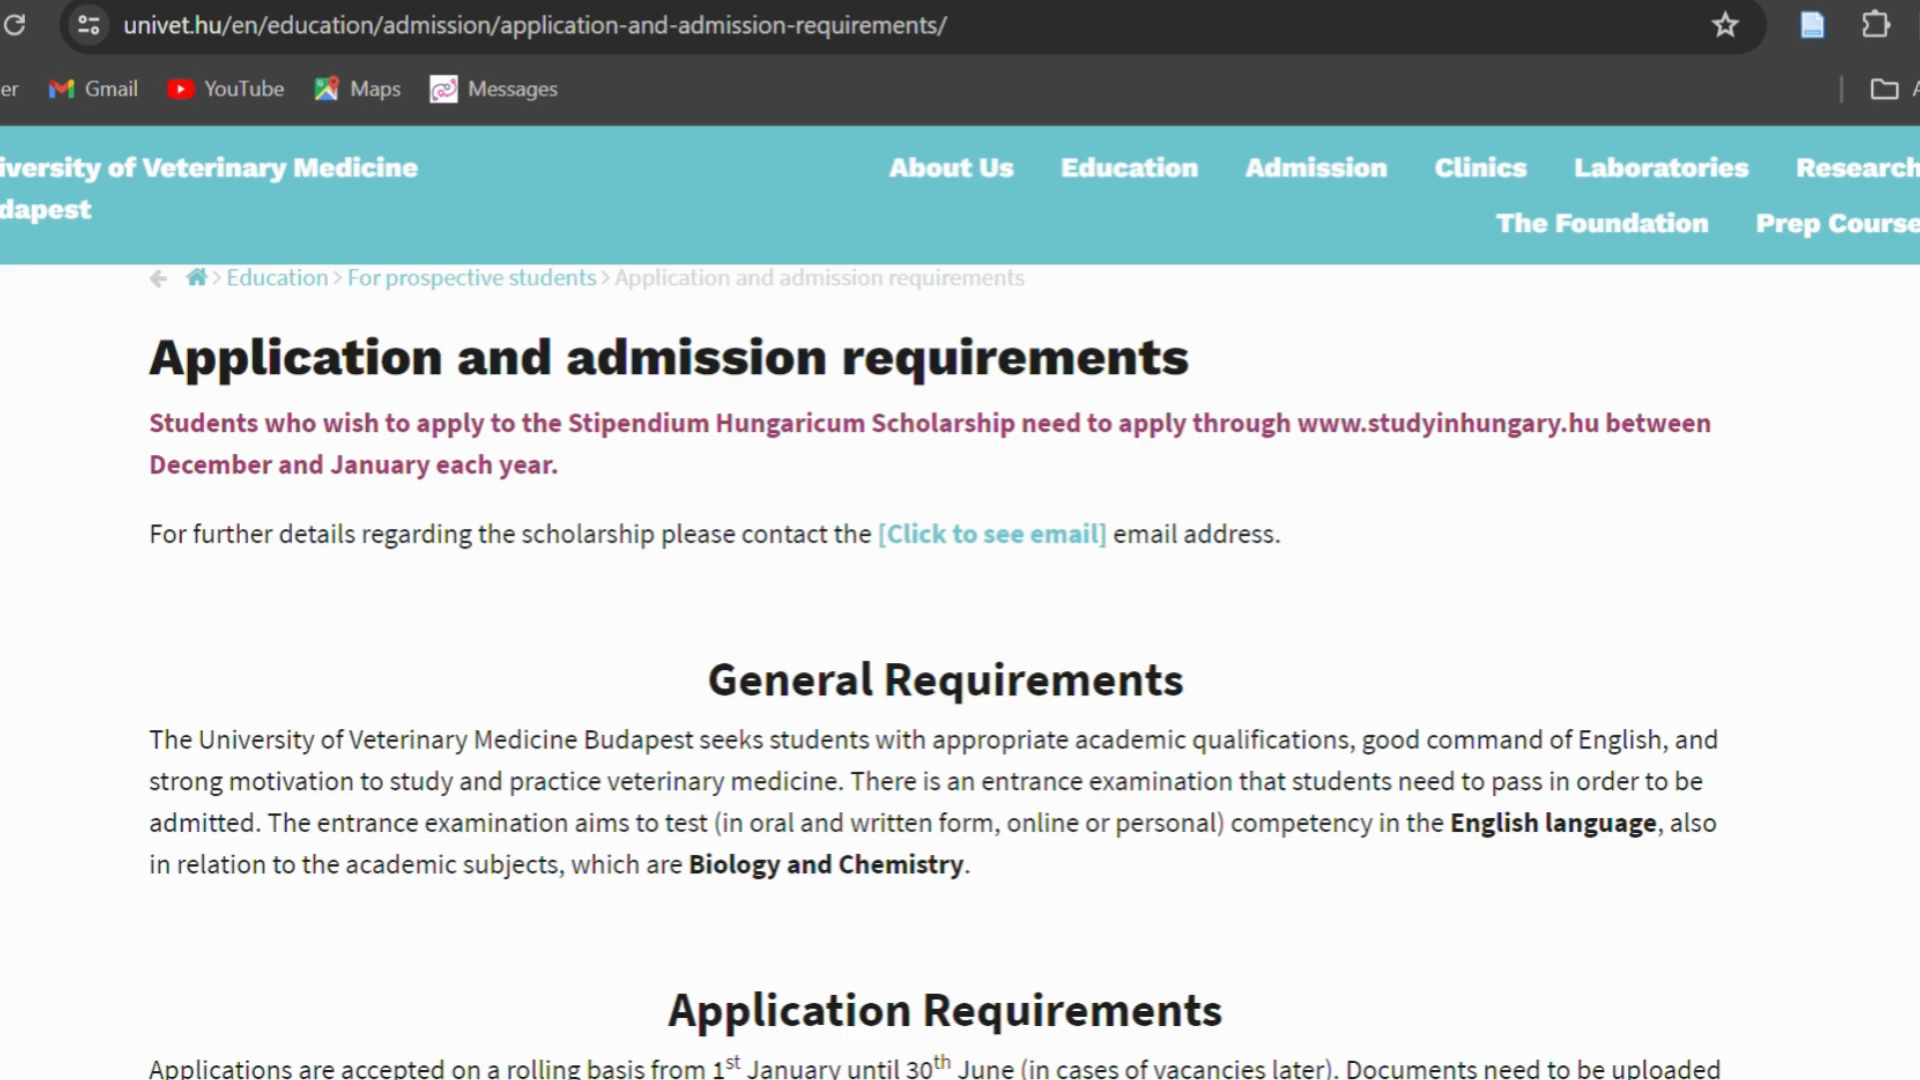 univet.hu/en/education/admission/application-and-admission-requirements/
er Gmail YouTube Maps Messages
iversity of Veterinary Medicine
dapest
About Us Education Admission Clinics Laboratories Research
The Foundation Prep Course
Education > For prospective students > Application and admission requirements
Application and admission requirements
Students who wish to apply to the Stipendium Hungaricum Scholarship need to apply through www.studyinhungary.hu between
December and January each year.
For further details regarding the scholarship please contact the [Click to see email] email address.
General Requirements
The University of Veterinary Medicine Budapest seeks students with appropriate academic qualifications, good command of English, and
strong motivation to study and practice veterinary medicine. There is an entrance examination that students need to pass in order to be
admitted. The entrance examination aims to test (in oral and written form, online or personal) competency in the English language, also
in relation to the academic subjects, which are Biology and Chemistry.
Application Requirements
Applications are accepted on a rolling basis from 1st January until 30th June (in cases of vacancies later). Documents need to be uploaded